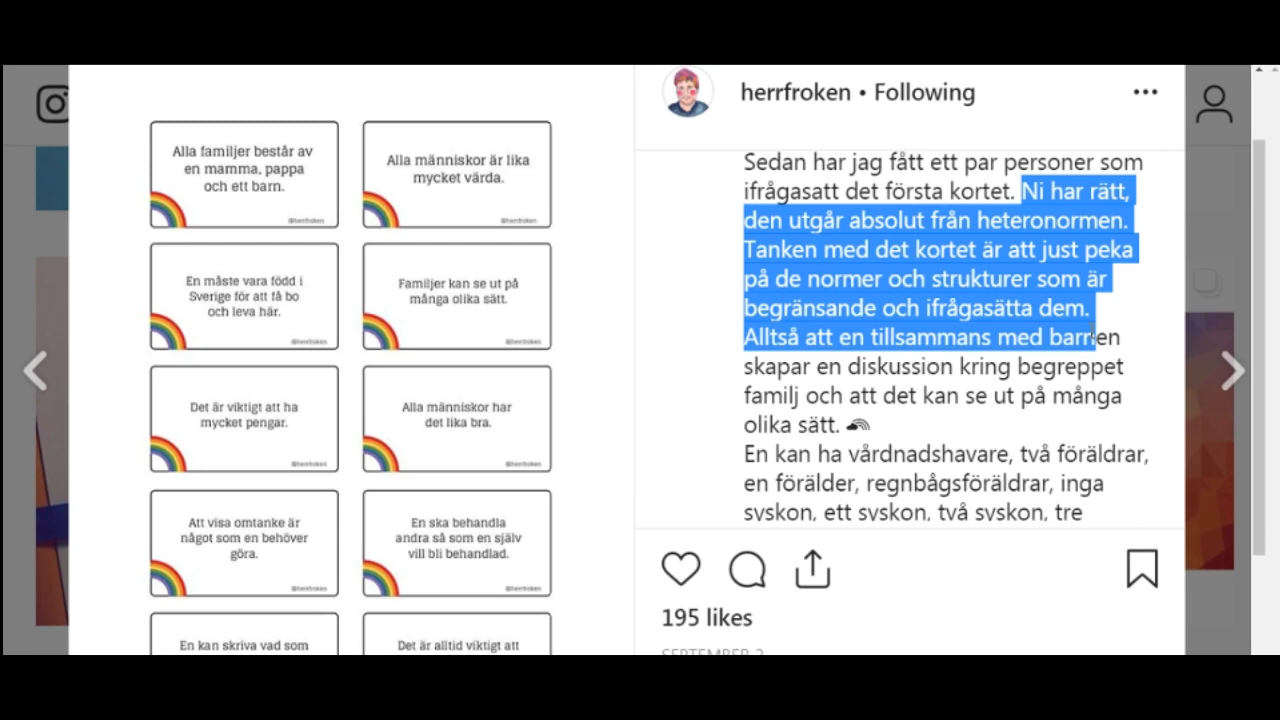 Alla familjer består av
en mamma, pappa
och ett barn.
@herrfroken
Alla människor är lika
mycket värda.
@herrfroken
En måste vara född i
Sverige för att få bo
och leva här.
@herrfroken
Familjer kan se ut på
många olika sätt.
@herrfroken
Det är viktigt att ha
mycket pengar.
@herrfroken
Alla människor har
det lika bra.
@herrfroken
Att visa omtanke är
något som en behöver
göra.
@herrfroken
En ska behandla
andra så som en själv
vill bli behandlad.
@herrfroken
En kan skriva vad som
Det är alltid viktigt att
herrfroken • Following
Sedan har jag fått ett par personer som
ifrågasatt det första kortet. Ni har rätt,
den utgår absolut från heteronormen.
Tanken med det kortet är att just peka
på de normer och strukturer som är
begränsande och ifrågasätta dem.
Alltså att en tillsammans med barnen
skapar en diskussion kring begreppet
familj och att det kan se ut på många
olika sätt.
En kan ha vårdnadshavare, två föräldrar,
en förälder, regnbågsföräldrar, inga
syskon, ett syskon, två syskon, tre
195 likes
SEPTEMBER 2